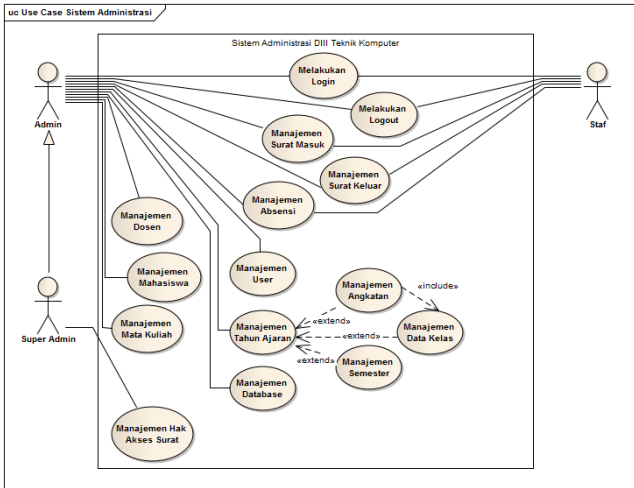 uc Use Case Sistem Administrasi
Sistem Administrasi DIII Teknik Komputer
Melakukan
Login
Admin
Melakukan
Logout
Staf
Manajemen
Surat Masuk
Manajemen
Surat Keluar
Manajemen
Absensi
Manajemen
Dosen
Manajemen
User
Manajemen
Mahasiswa
Manajemen
Angkatan
«include»
«extend»
Super Admin
Manajemen
Mata Kuliah
Manajemen
Tahun Ajaran
«extend»
Manajemen
Data Kelas
«extend»
Manajemen
Semester
Manajemen
Database
Manajemen Hak
Akses Surat